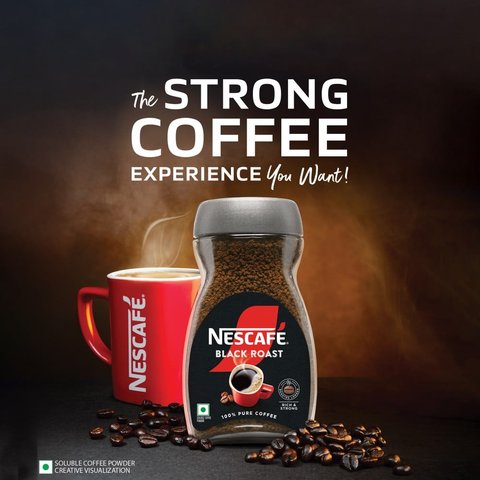 The STRONG
COFFEE
EXPERIENCE You Want!
NESCAFÉ
NESCAFÉ
BLACK ROAST
RICH &
STRONG
100% PURE COFFEE
SOLUBLE COFFEE POWDER
CREATIVE VISUALIZATION